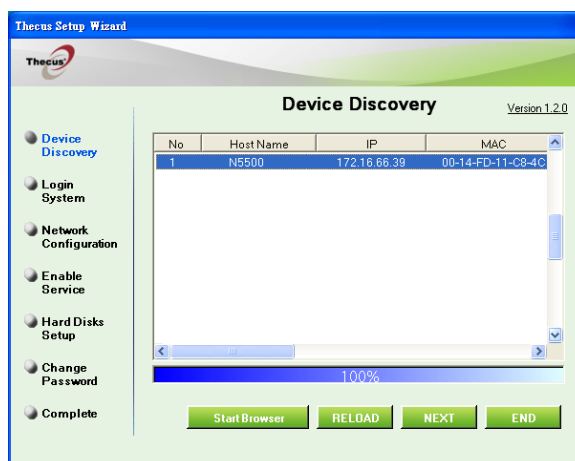 Thecus Setup Wizard
Thecus
Device Discovery
Version 1.2.0
Device
Discovery
Login
System
Network
Configuration
Enable
Service
Hard Disks
Setup
Change
Password
Complete
No Host Name IP MAC
1 N5500 172.16.66.39 00-14-FD-11-C8-4C
100%
Start Browser RELOAD NEXT END